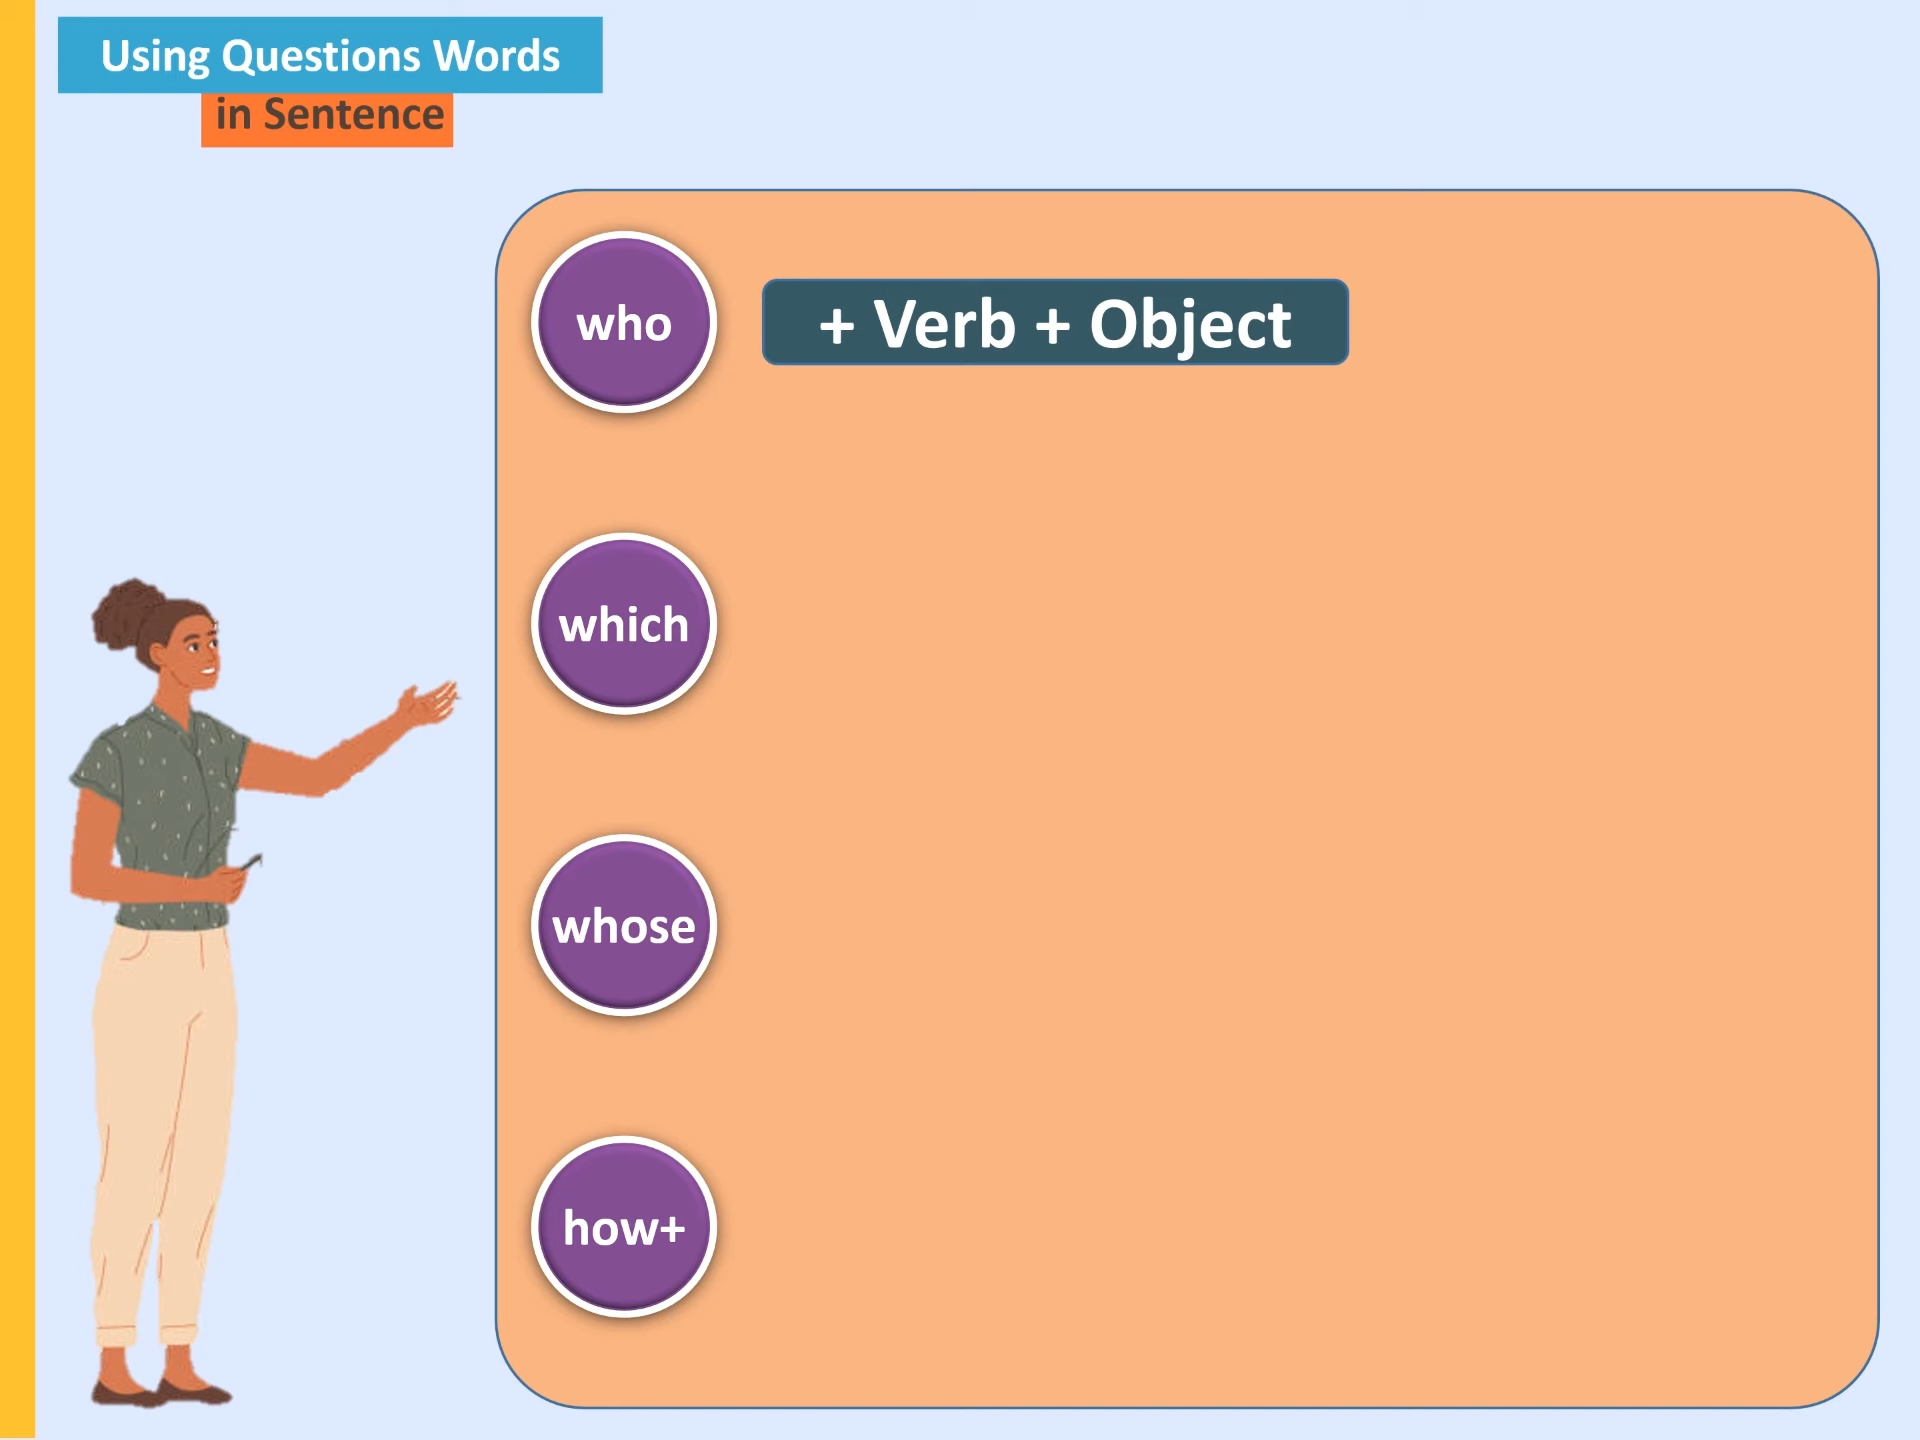 Using Questions Words
in Sentence
who
+ Verb + Object
which
whose
how+